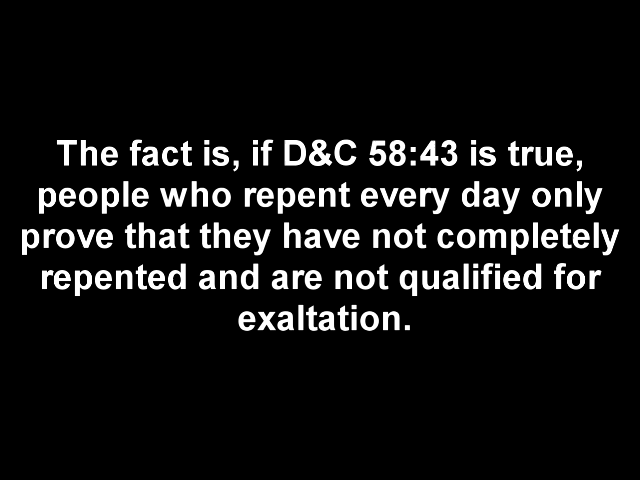 The fact is, if D&C 58:43 is true,
people who repent every day only
prove that they have not completely
repented and are not qualified for
exaltation.